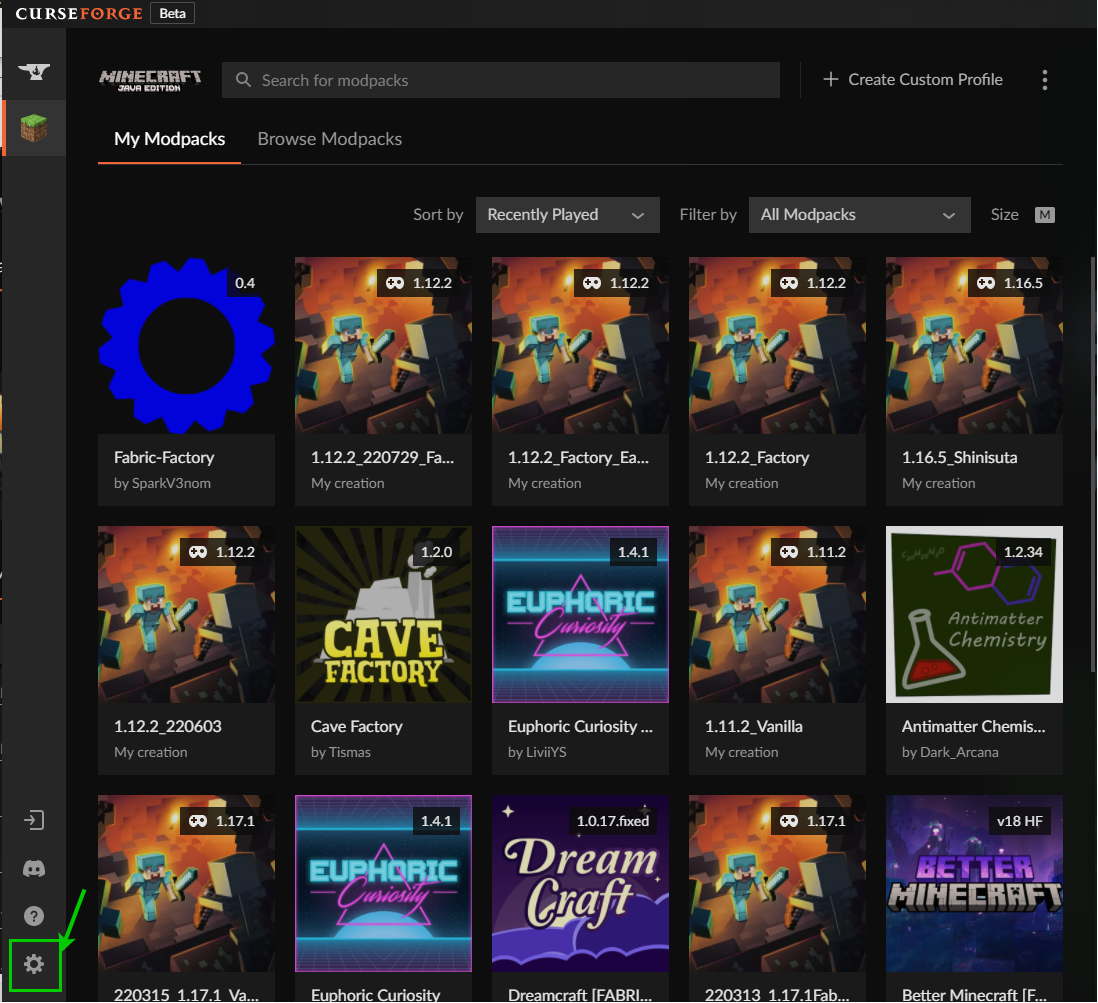 CURSEFORGE Beta
MINECRAFT
JAVA EDITION
Search for modpacks
Create Custom Profile
My Modpacks Browse Modpacks
Sort by Recently Played Filter by All Modpacks Size M
0.4 1.12.2 1.12.2 1.12.2 1.16.5
Fabric-Factory 1.12.2_220729_Fa... 1.12.2_Factory_Ea... 1.12.2_Factory 1.16.5_Shinisuta
by SparkV3nom My creation My creation My creation My creation
1.12.2 1.2.0 1.4.1 1.11.2 1.2.34
CAVE
FACTORY
EUPHORIC
Curiosity
Antimatter
Chemistry
1.12.2_220603 Cave Factory Euphoric Curiosity ... 1.11.2_Vanilla Antimatter Chemis...
My creation by Tismas by LiviiYS My creation by Dark_Arcana
1.17.1 1.4.1 1.0.17.fixed 1.17.1 v18 HF
EUPHORIC
Curiosity
Dream
Craft
BETTER
MINECRAFT
220315_1.17.1_Va... Euphoric Curiosity Dreamcraft [FABRI... 220313_1.17.1Fab... Better Minecraft [F...